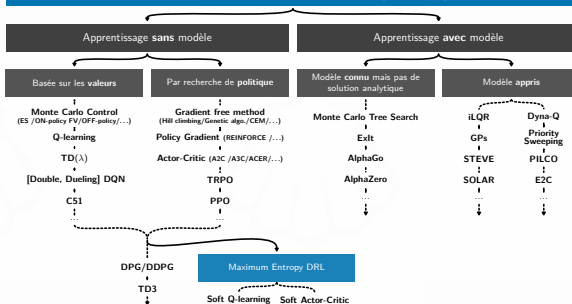 Apprentissage sans modèle
Apprentissage avec modèle
Basée sur les valeurs
Par recherche de politique
Modèle connu mais pas de
solution analytique
Modèle appris
Monte Carlo Control
(ES /ON-policy FV/OFF-policy/...)
Q-learning
TD(λ)
[Double, Dueling] DQN
C51
...
Gradient free method
(Hill climbing/Genetic algo./CEM/...)
Policy Gradient (REINFORCE /...)
Actor-Critic (A2C /A3C/ACER/...)
TRPO
PPO
...
Monte Carlo Tree Search
ExIt
AlphaGo
AlphaZero
...
iLQR
GPs
STEVE
SOLAR
...
Dyna-Q
Priority
Sweeping
PILCO
E2C
...
DPG/DDPG
TD3
Maximum Entropy DRL
Soft Q-learning
Soft Actor-Critic